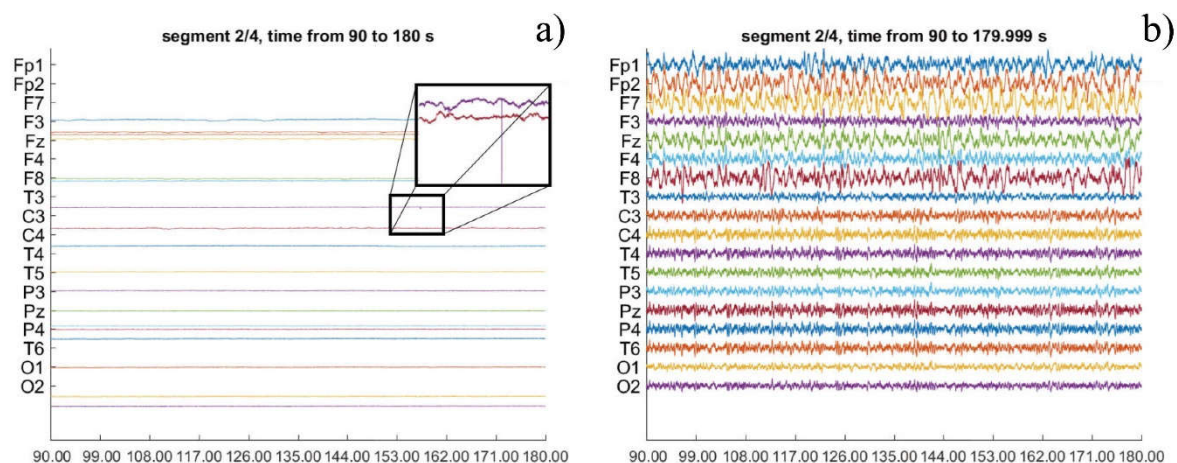 segment 2/4, time from 90 to 180 s
a)
Fp1
Fp2
F7
F3
Fz
F4
F8
T3
C3
C4
T4
T5
P3
Pz
P4
T6
O1
O2
90.00 99.00 108.00 117.00 126.00 135.00 144.00 153.00 162.00 171.00 180.00
segment 2/4, time from 90 to 179.999 s
b)
Fp1
Fp2
F7
F3
Fz
F4
F8
T3
C3
C4
T4
T5
P3
Pz
P4
T6
O1
O2
90.00 99.00 108.00 117.00 126.00 135.00 144.00 153.00 162.00 171.00 180.00